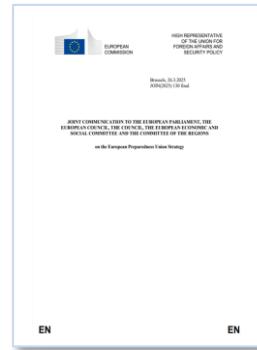 EUROPEAN
COMMISSION
HIGH REPRESENTATIVE
OF THE UNION FOR
FOREIGN AFFAIRS AND
SECURITY POLICY
Brussels, 26.3.2025
JOIN(2025) 130 final
JOINT COMMUNICATION TO THE EUROPEAN PARLIAMENT, THE
EUROPEAN COUNCIL, THE COUNCIL, THE EUROPEAN ECONOMIC AND
SOCIAL COMMITTEE AND THE COMMITTEE OF THE REGIONS
on the European Preparedness Union Strategy
EN
EN